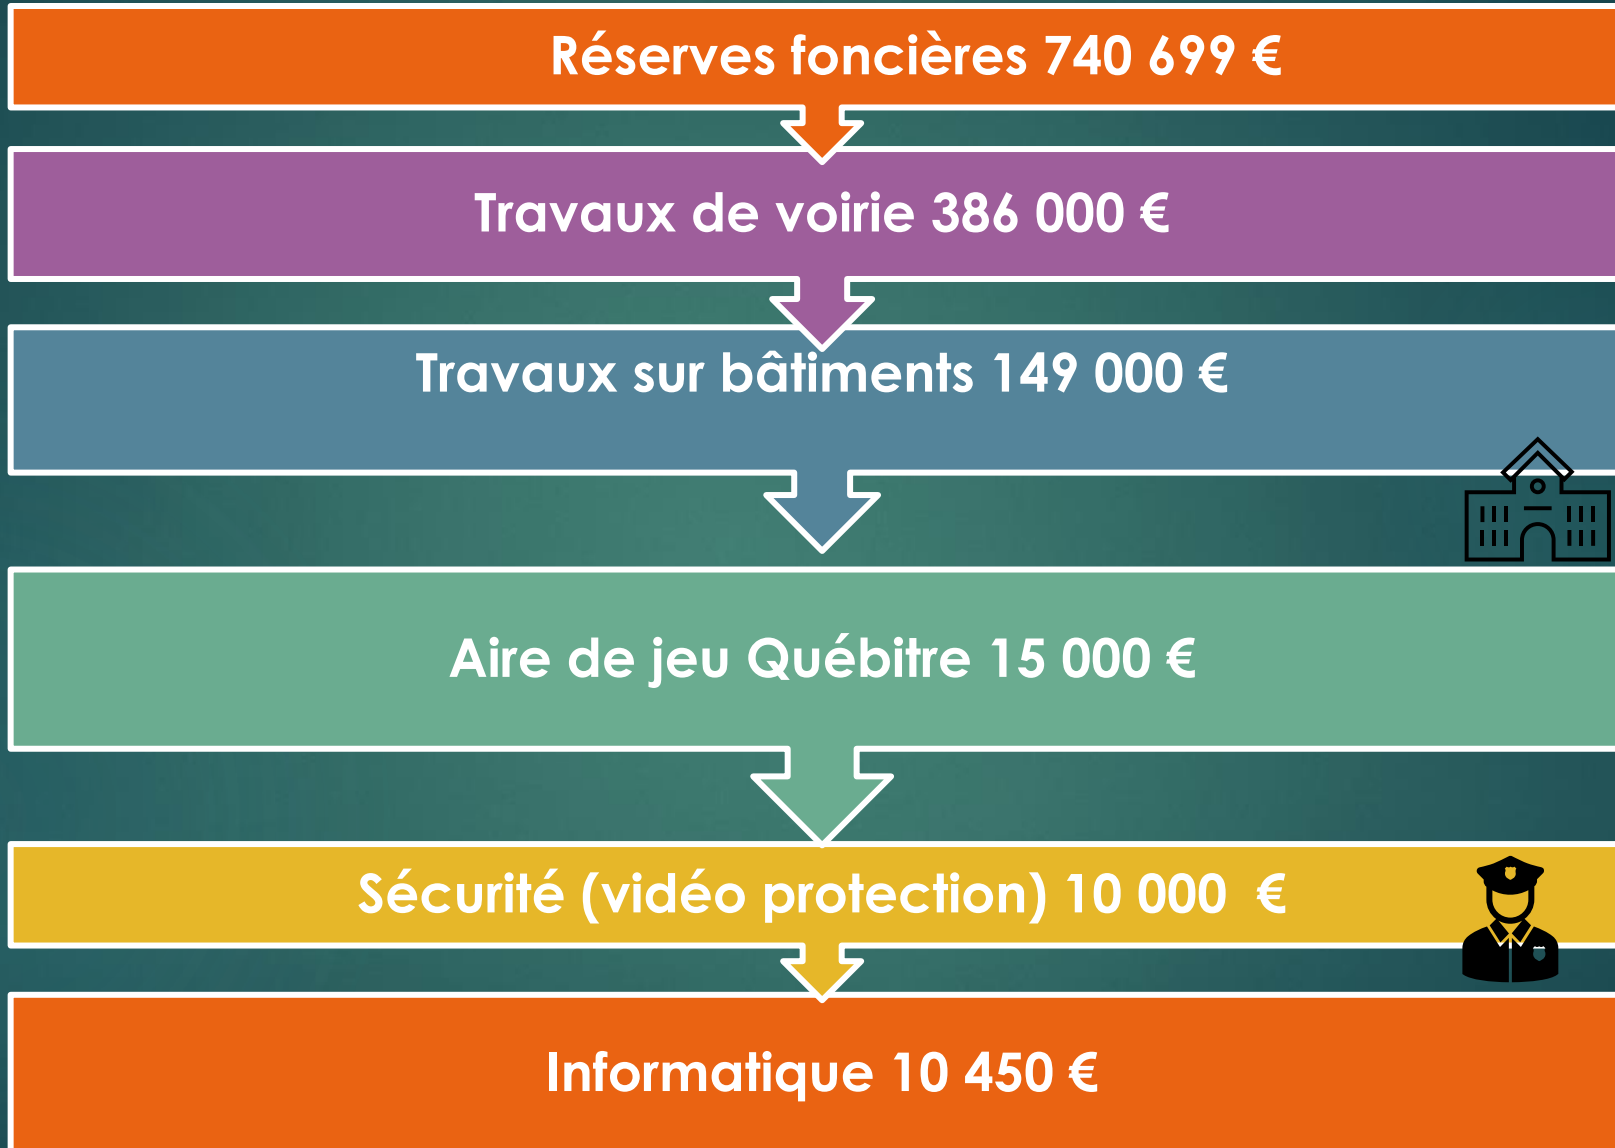 Réserves foncières 740 699 €
Travaux de voirie 386 000 €
Travaux sur bâtiments 149 000 €
Aire de jeu Québitre 15 000 €
Sécurité (vidéo protection) 10 000 €
Informatique 10 450 €